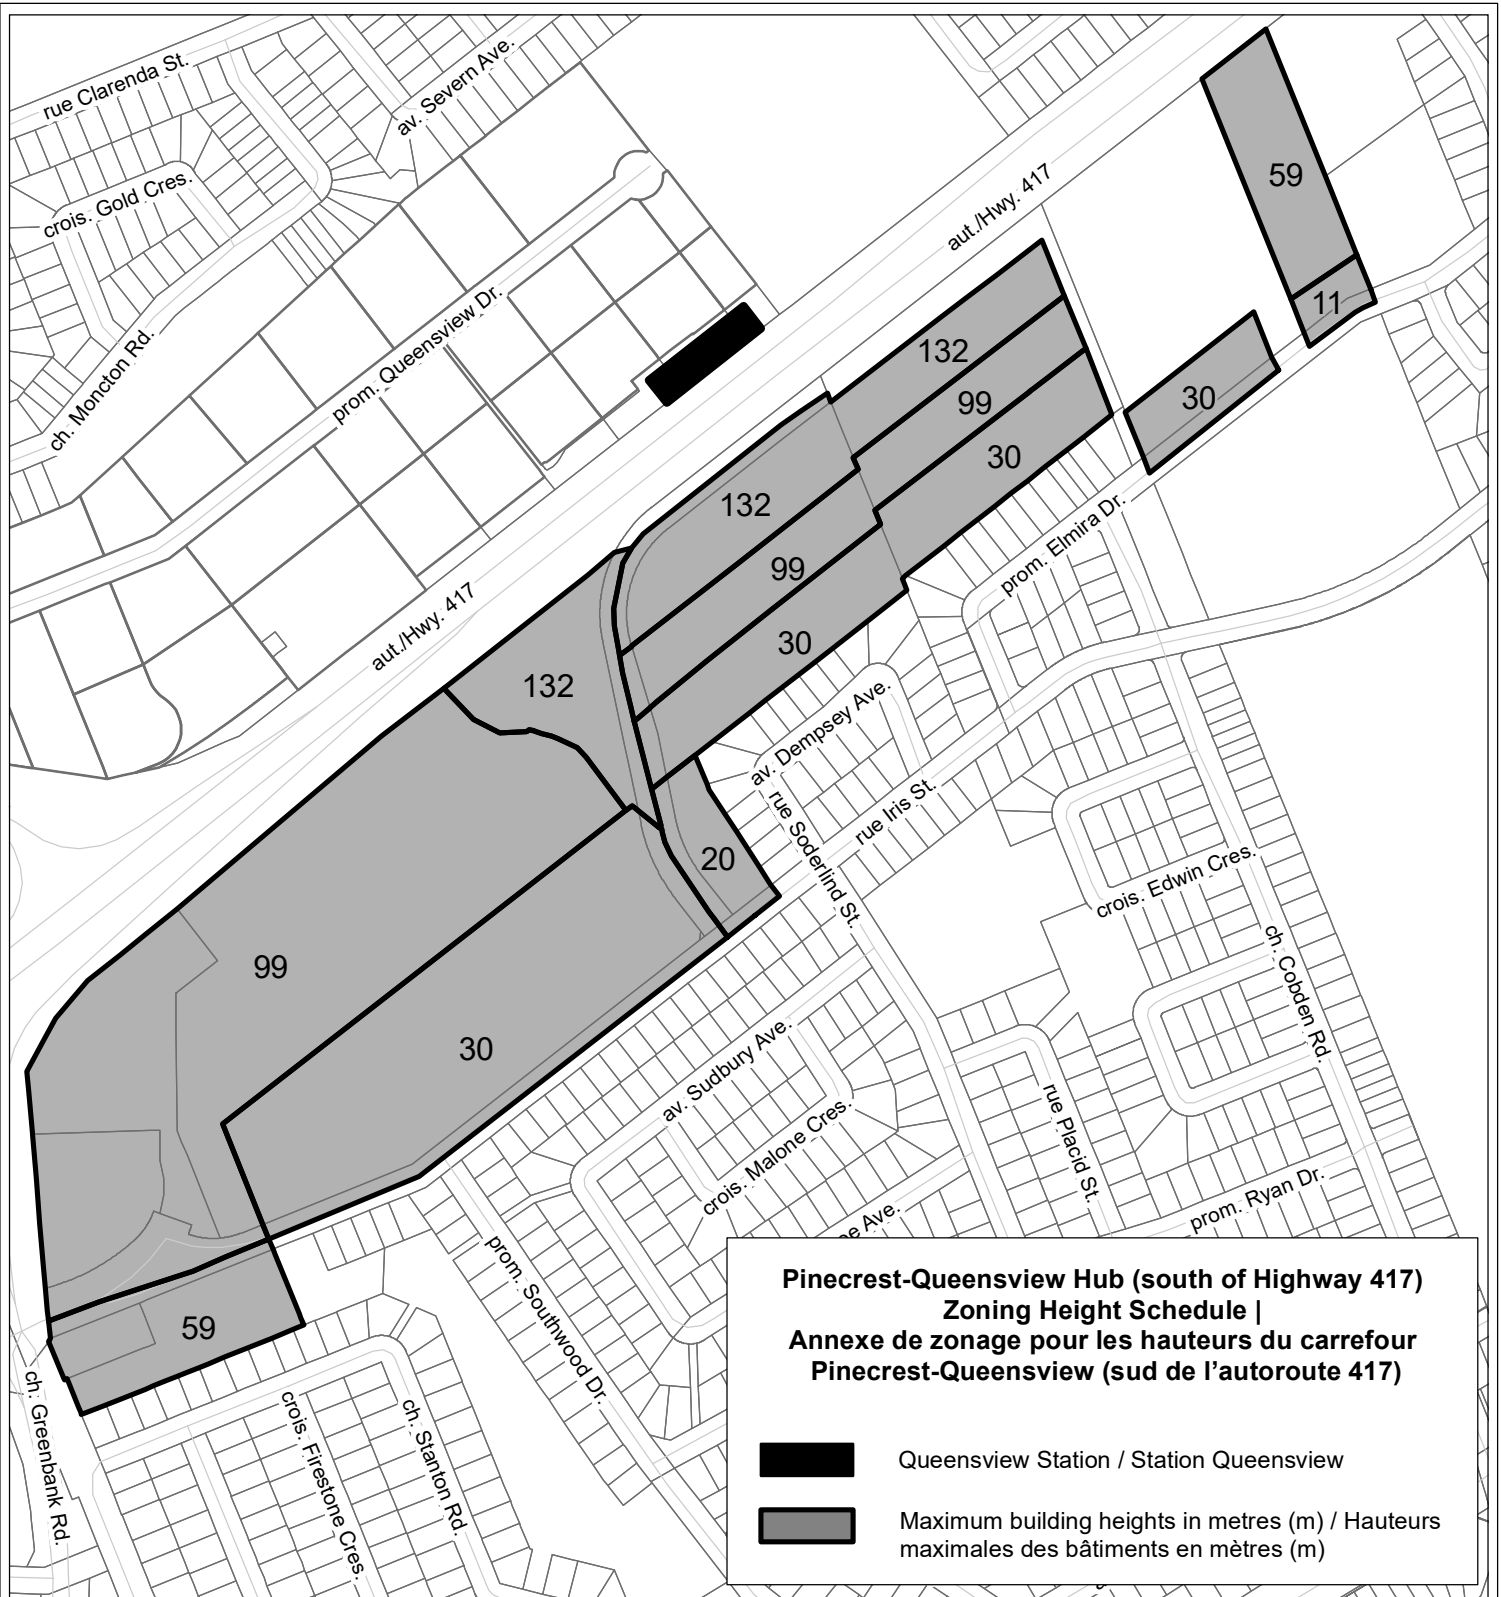 rue Clarenda St.
av. Severn Ave.
crois. Gold Cres.
ch. Moncton Rd.
prom. Queensview Dr.
aut./Hwy. 417
59
11
132
99
30
30
132
99
30
prom. Elmira Dr.
aut./Hwy. 417
132
av. Dempsey Ave.
rue Iris St.
rue Soderlind St.
20
crois. Edwin Cres.
ch. Cobden Rd.
99
30
av. Sudbury Ave.
crois. Malone Cres.
rue Placid St.
prom. Ryan Dr.
Ave.
prom. Southwood Dr.
59
ch. Greenbank Rd.
crois. Firestone Cres.
ch. Stanton Rd.
Pinecrest-Queensview Hub (south of Highway 417)
Zoning Height Schedule |
Annexe de zonage pour les hauteurs du carrefour
Pinecrest-Queensview (sud de l'autoroute 417)
Queensview Station / Station Queensview
Maximum building heights in metres (m) / Hauteurs
maximales des bâtiments en mètres (m)